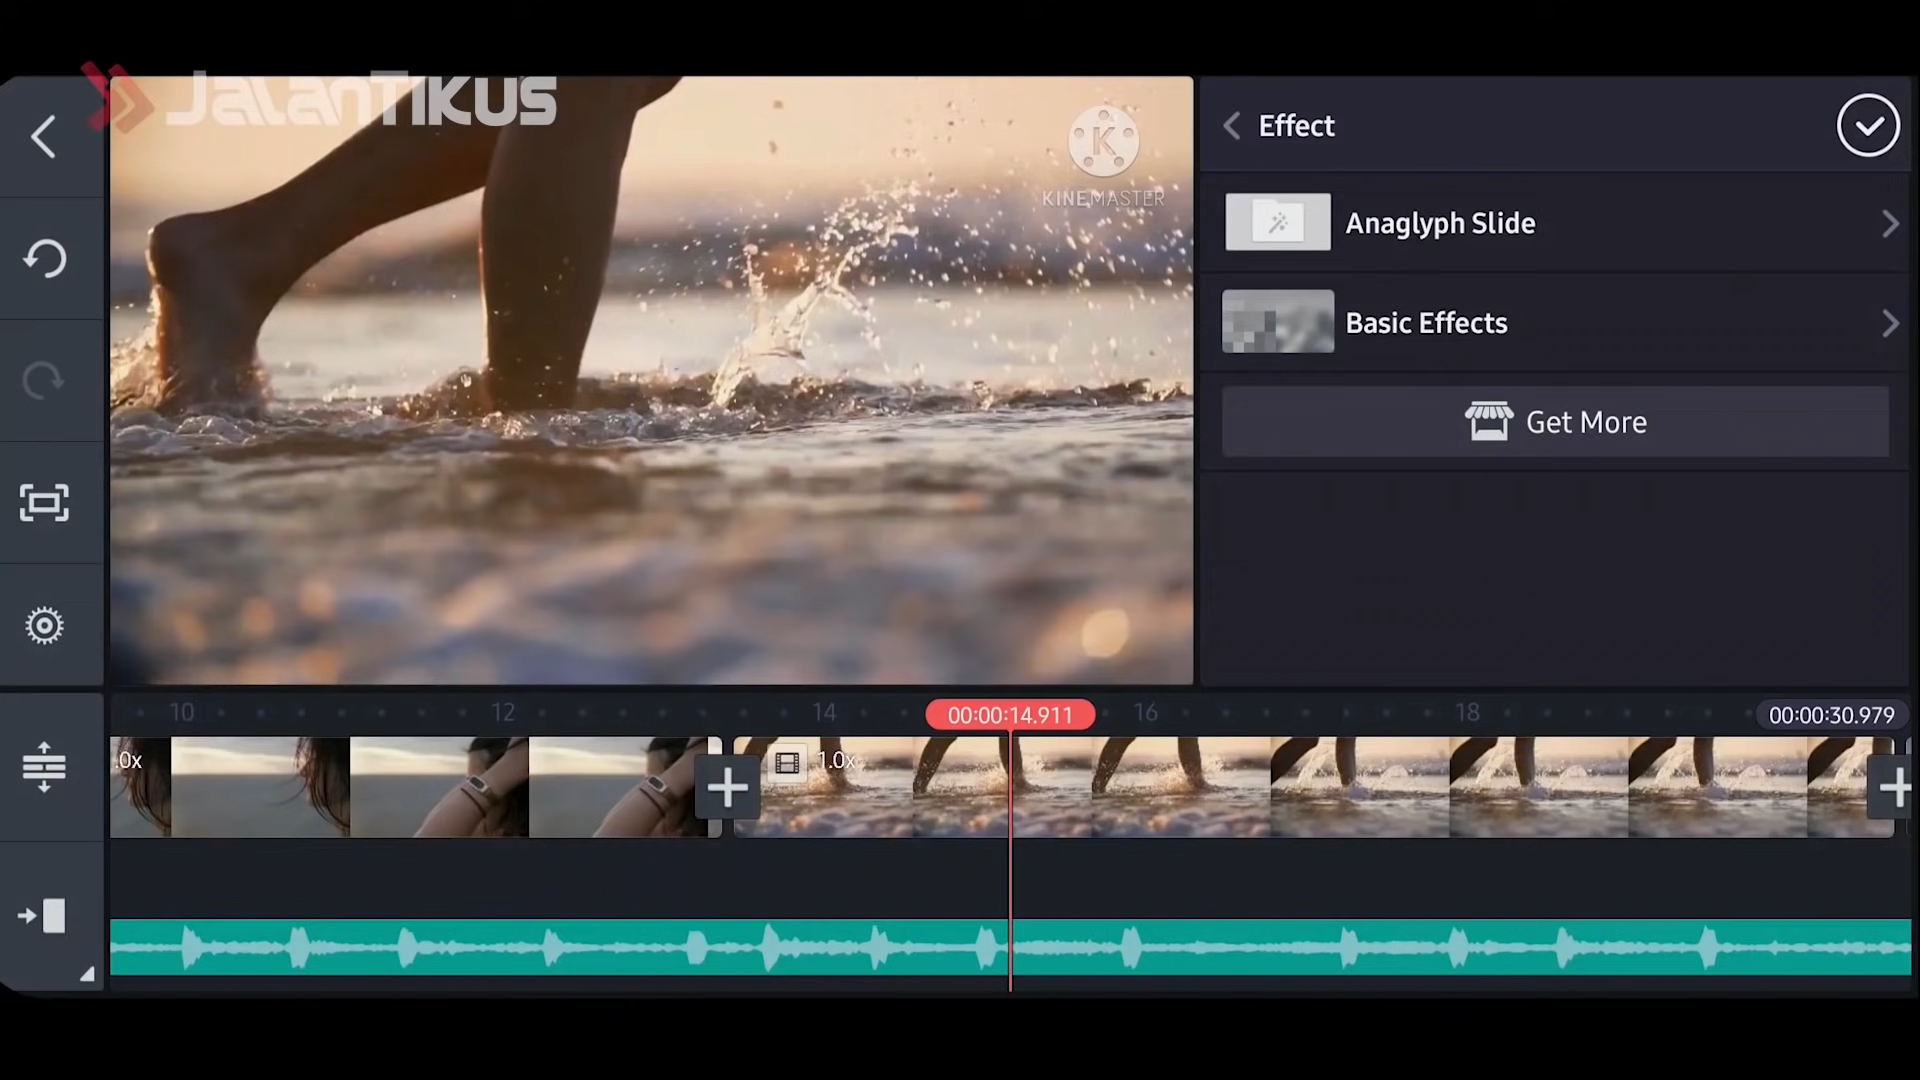 JALANTIKUS
KINEMASTER
Effect
Anaglyph Slide
Basic Effects
Get More
10
12
14
00:00:14.911
16
18
00:00:30.979
.0x
1.0x